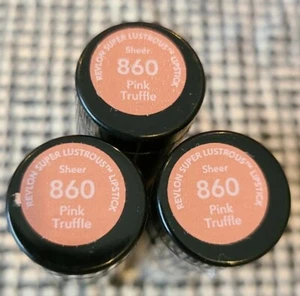 REVLON SUPER LUSTROUS™ LIPSTICK
Sheer
860
Pink
Truffle
REVLON SUPER LUSTROUS™ LIPSTICK
Sheer
860
Pink
Truffle
REVLON SUPER LUSTROUS™ LIPSTICK
Sheer
860
Pink
Truffle